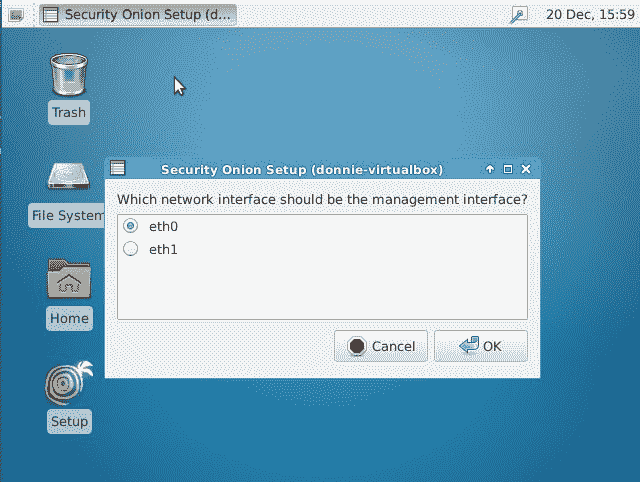 Security Onion Setup (d...
20 Dec, 15:59
Trash
Security Onion Setup (donnie-virtualbox)
Which network interface should be the management interface?
File System
eth0
eth1
Home
Cancel
OK
Setup